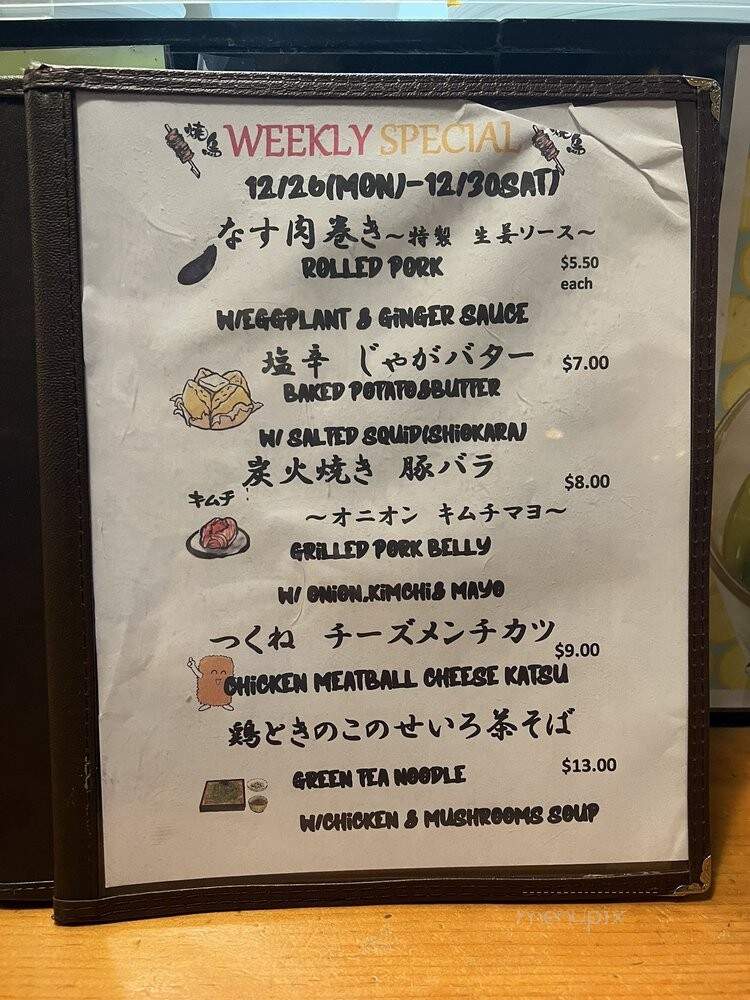 焼鳥 WEEKLY SPECIAL 焼鳥
12/26(MON)-12/30SAT)
なす肉巻き～特製 生姜ソース～
ROLLED PORK $5.50
each
W/EGGPLANT & GINGER SAUCE
塩辛 じゃがバター $7.00
BAKED POTATO&BUTTER
W/ SALTED SQUID(SHIOKARA)
炭火焼き 豚バラ $8.00
キムチ
～オニオン キムチマヨ～
GRILLED PORK BELLY
W/ ONION,KIMCHI& MAYO
つくね チーズメンチカツ $9.00
CHICKEN MEATBALL CHEESE KATSU
鶏ときのこのせいろ茶そば
GREEN TEA NOODLE $13.00
W/CHICKEN & MUSHROOMS SOUP
menupix